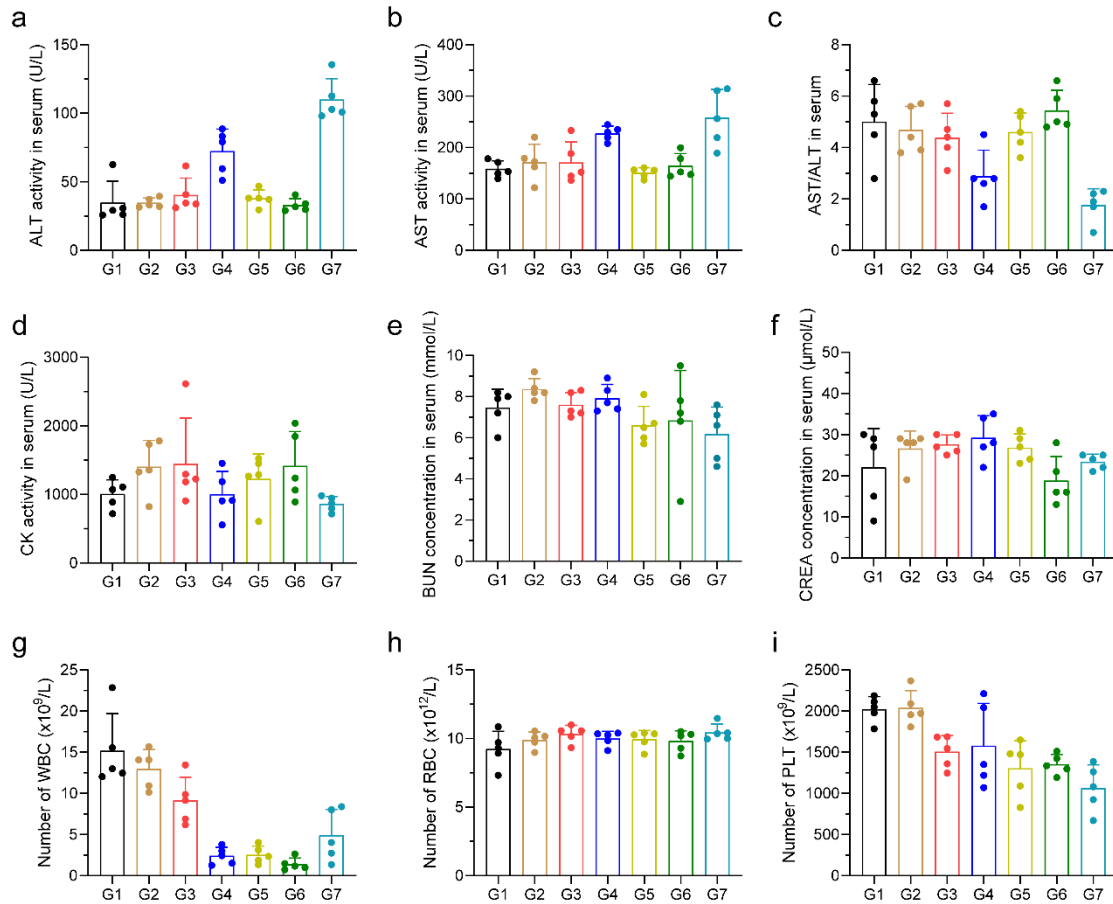 a
ALT activity in serum (U/L)
150
100
50
0
G1 G2 G3 G4 G5 G6 G7
b
AST activity in serum (U/L)
400
300
200
100
0
G1 G2 G3 G4 G5 G6 G7
c
AST/ALT in serum
8
6
4
2
0
G1 G2 G3 G4 G5 G6 G7
d
CK activity in serum (U/L)
3000
2000
1000
0
G1 G2 G3 G4 G5 G6 G7
e
BUN concentration in serum (mmol/L)
10
8
6
4
2
0
G1 G2 G3 G4 G5 G6 G7
f
CREA concentration in serum (μmol/L)
50
40
30
20
10
0
G1 G2 G3 G4 G5 G6 G7
g
Number of WBC (x10⁹/L)
25
20
15
10
5
0
G1 G2 G3 G4 G5 G6 G7
h
Number of RBC (x10¹²/L)
15
10
5
0
G1 G2 G3 G4 G5 G6 G7
i
Number of PLT (x10⁹/L)
2500
2000
1500
1000
500
0
G1 G2 G3 G4 G5 G6 G7